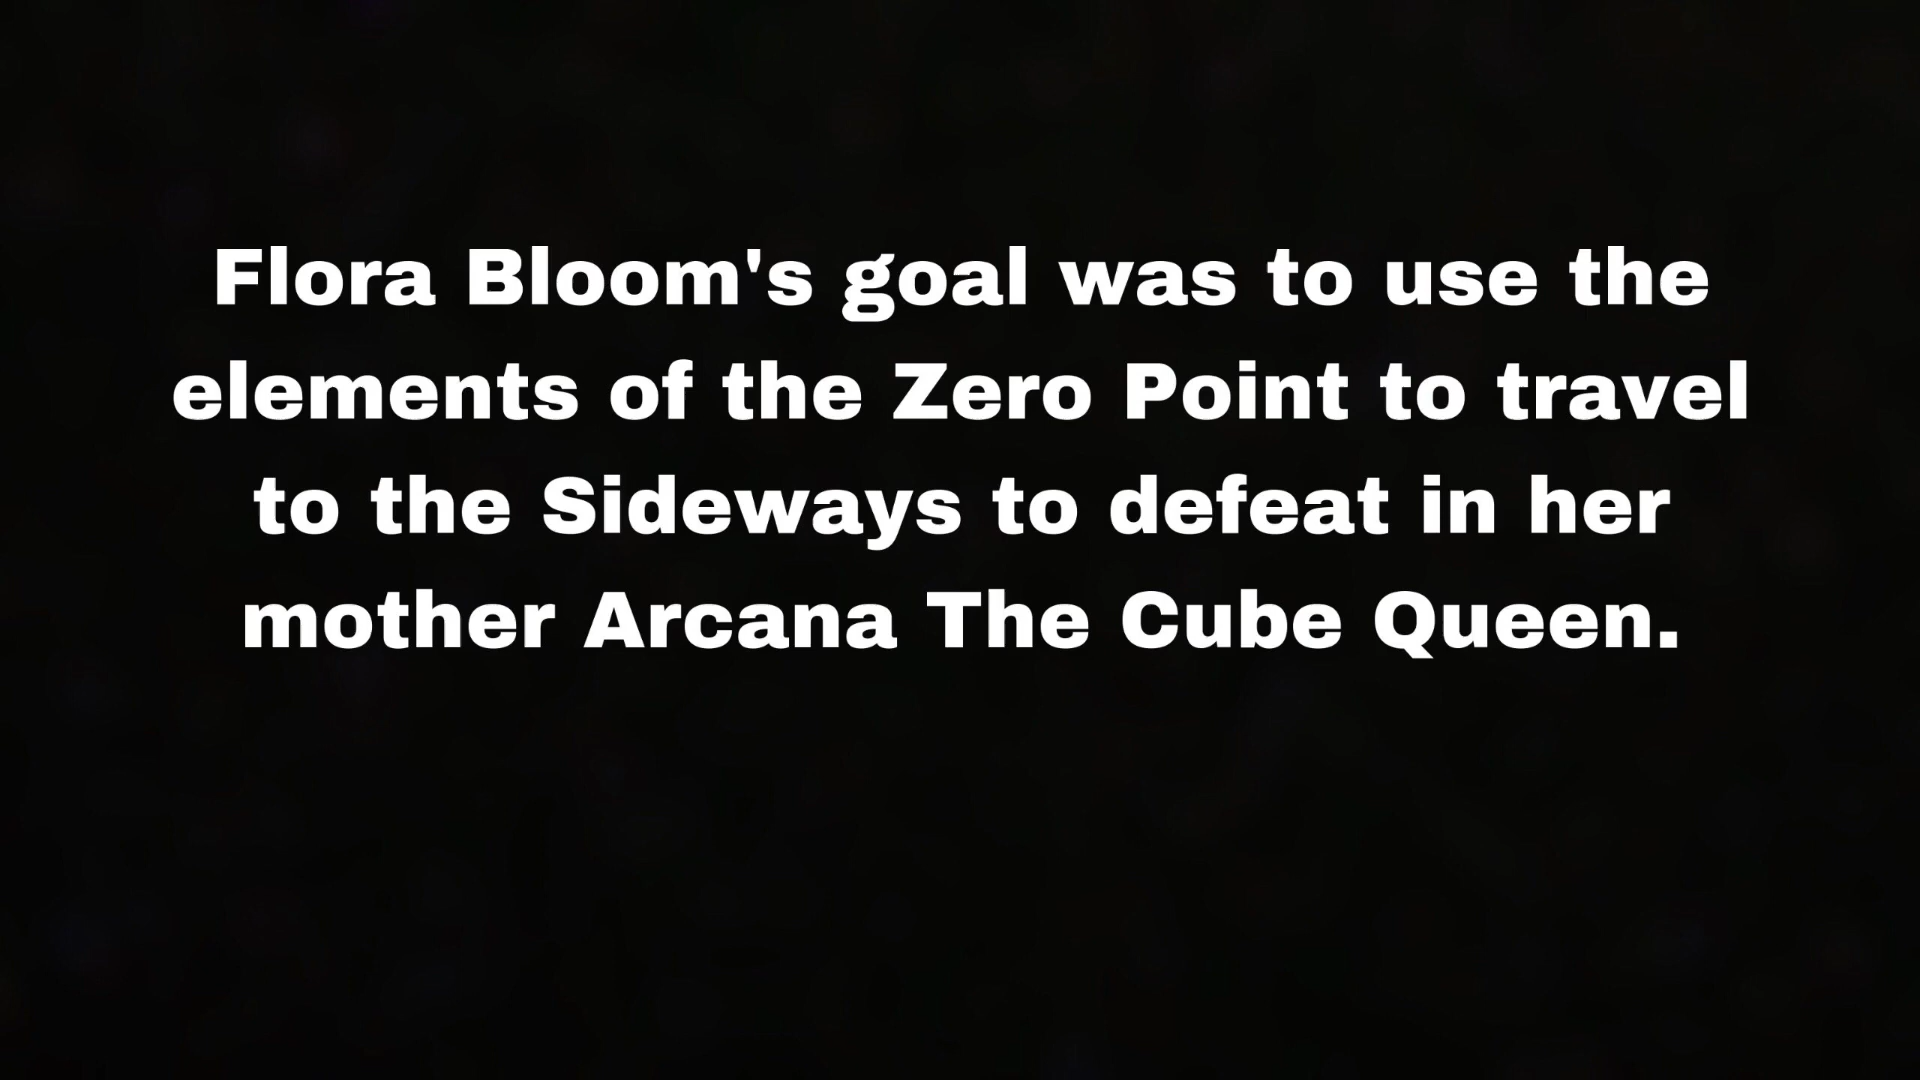 Flora Bloom's goal was to use the
elements of the Zero Point to travel
to the Sideways to defeat in her
mother Arcana The Cube Queen.